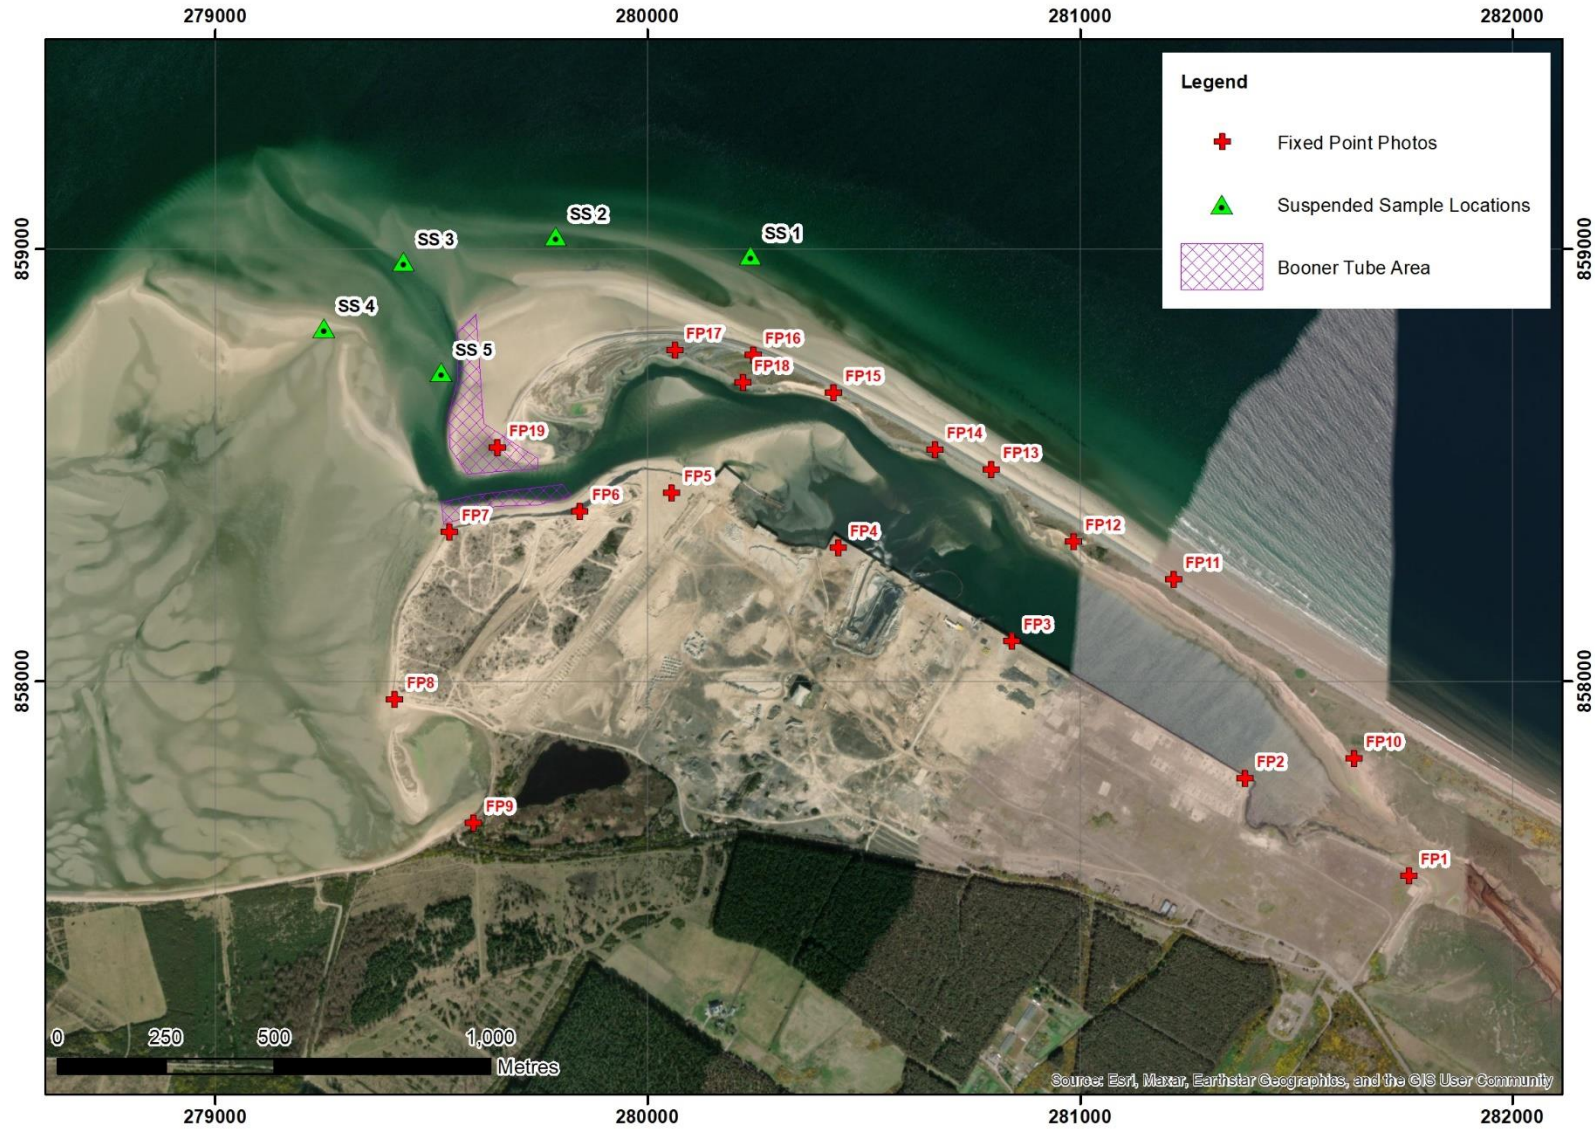 279000 280000 281000 282000
Legend
Fixed Point Photos
Suspended Sample Locations
Booner Tube Area
859000 859000
SS 2
SS 1
SS 3
SS 4
SS 5
FP17
FP16
FP18
FP15
FP14
FP13
FP19
FP5
FP6
FP7
FP4
FP12
FP11
FP3
858000 858000
FP8
FP10
FP2
FP9
FP1
0 250 500 1,000
Metres
Source: Esri, Maxar, Earthstar Geographics, and the GIS User Community
279000 280000 281000 282000